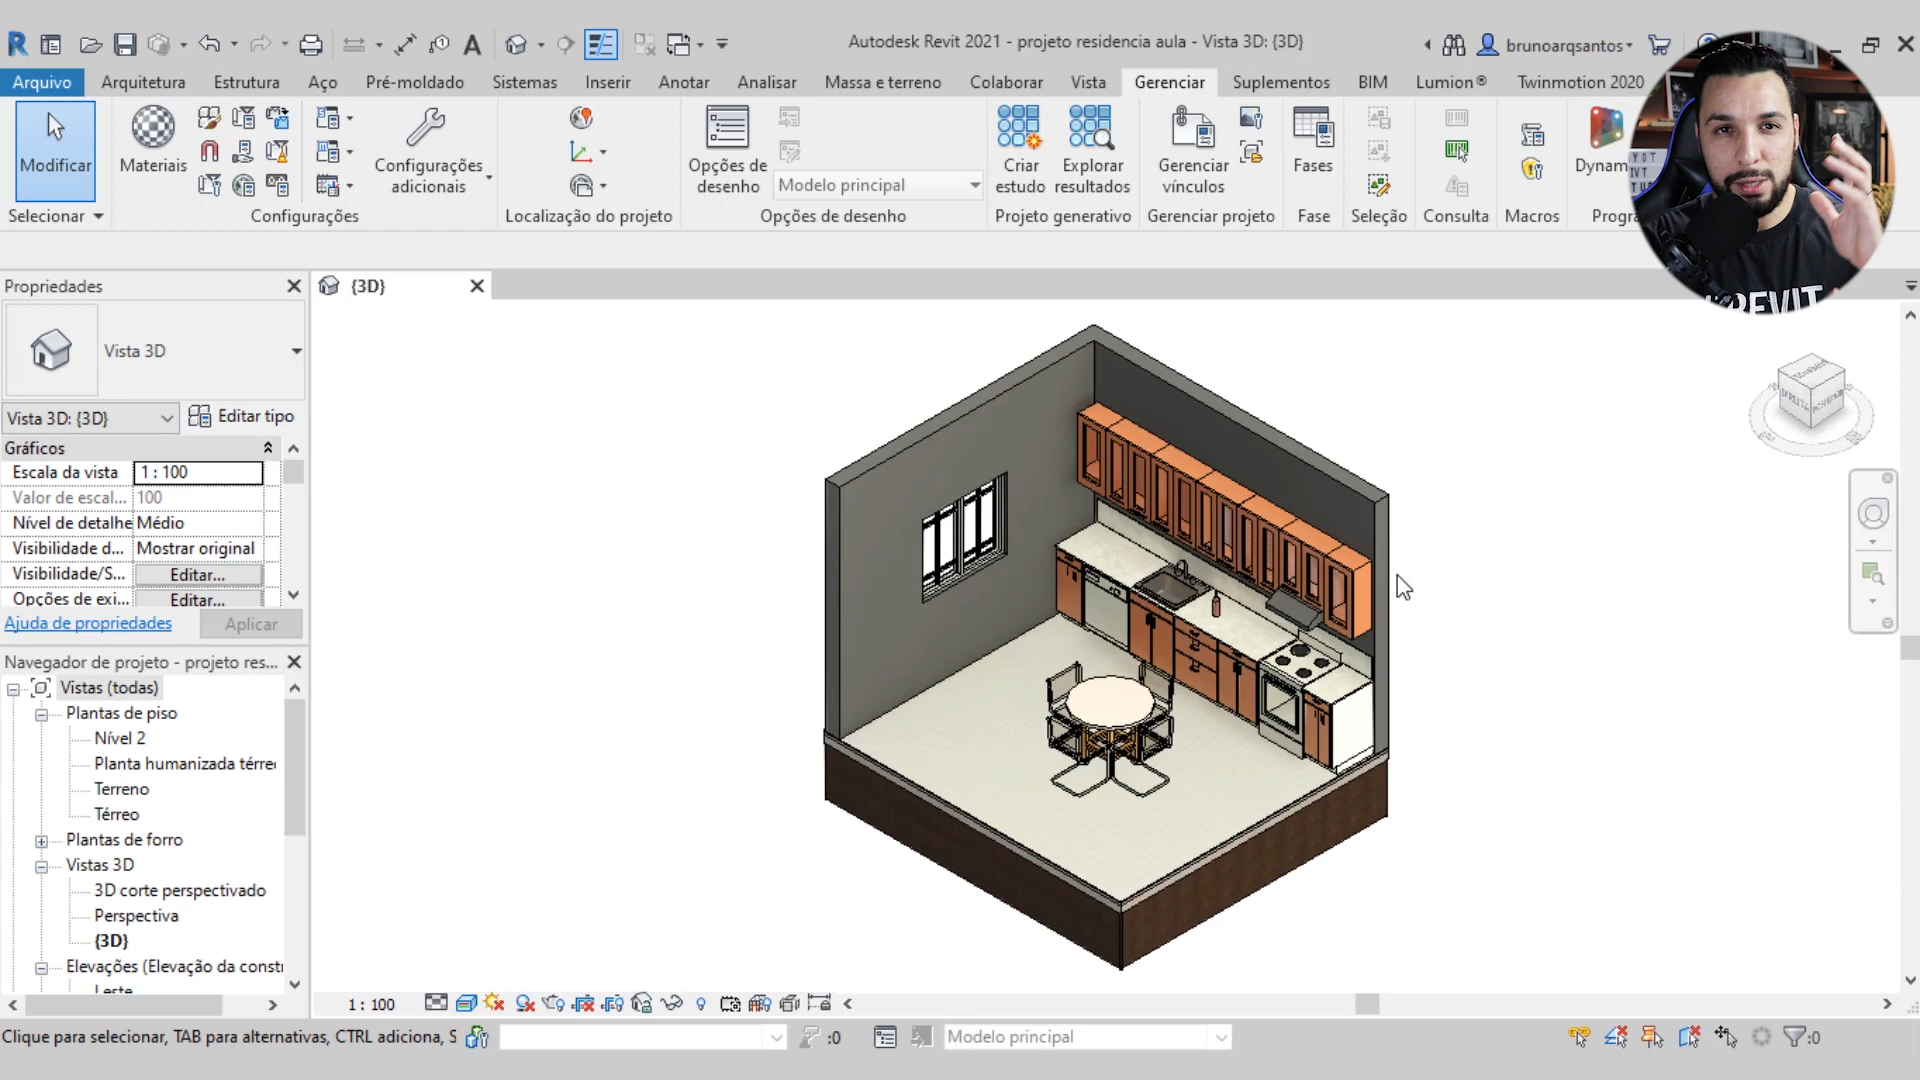 Autodesk Revit 2021 - projeto residencia aula - Vista 3D: {3D}
brunoarqsantos
Arquivo Arquitetura Estrutura Aço Pré-moldado Sistemas Inserir Anotar Analisar Massa e terreno Colaborar Vista Gerenciar Suplementos BIM Lumion® Twinmotion 2020
Modificar
Materiais
Configurações
adicionais
Opções de
desenho
Modelo principal
Criar
estudo
Explorar
resultados
Gerenciar
vínculos
Fases
Dynam
Selecionar
Configurações
Localização do projeto
Opções de desenho
Projeto generativo
Gerenciar projeto
Fase
Seleção
Consulta
Macros
Progra
REVIT
Propriedades
{3D}
Vista 3D
Vista 3D: {3D}
Editar tipo
Gráficos
Escala da vista 1 : 100
Valor de escal... 100
Nível de detalhe Médio
Visibilidade d... Mostrar original
Visibilidade/S... Editar...
Opções de exi... Editar...
Ajuda de propriedades
Aplicar
Navegador de projeto - projeto res...
Vistas (todas)
Plantas de piso
Nível 2
Planta humanizada térre
Terreno
Térreo
Plantas de forro
Vistas 3D
3D corte perspectivado
Perspectiva
{3D}
Elevações (Elevação da constr
Leste
1 : 100
Clique para selecionar, TAB para alternativas, CTRL adiciona, S
:0
Modelo principal
:0